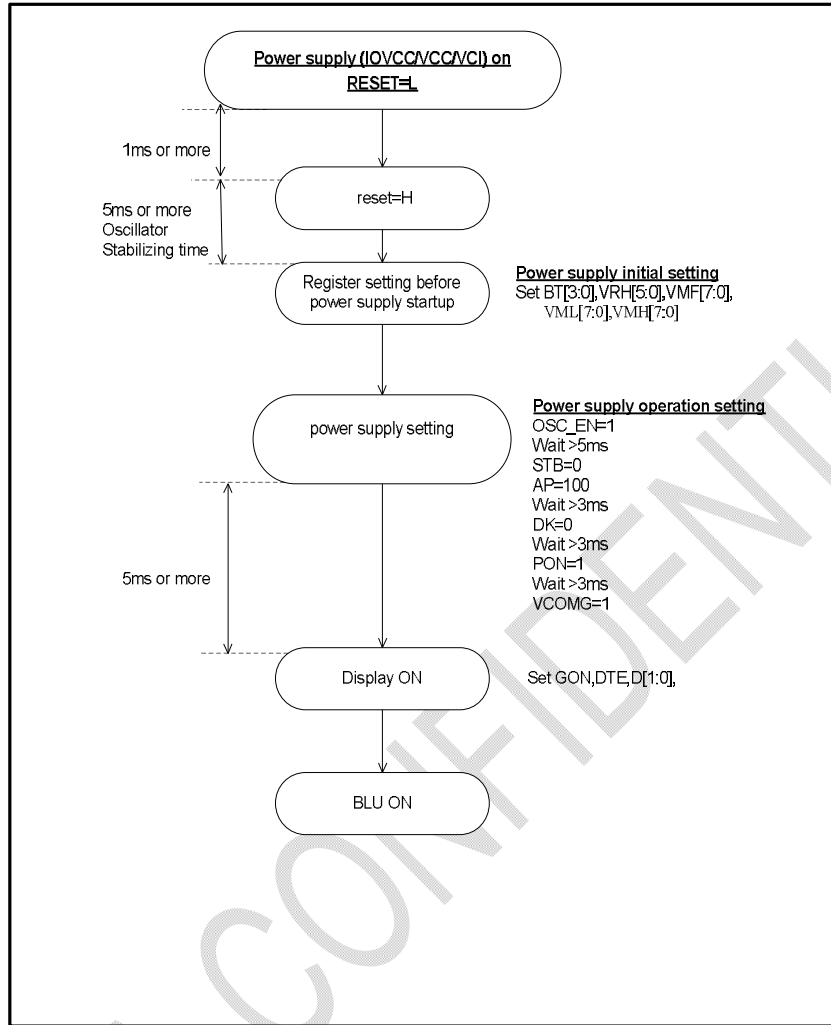 Power supply (IOVCC/VCC/VCI) on
RESET=L
1ms or more
reset=H
5ms or more
Oscillator
Stabilizing time
Register setting before
power supply startup
Power supply initial setting
Set BT[3:0],VRH[5:0],VMF[7:0],
VML[7:0],VMH[7:0]
power supply setting
Power supply operation setting
OSC_EN=1
Wait >5ms
STB=0
AP=100
Wait >3ms
DK=0
Wait >3ms
PON=1
Wait >3ms
VCOMG=1
5ms or more
Display ON
Set GON,DTE,D[1:0],
BLU ON
CONFIDENTI